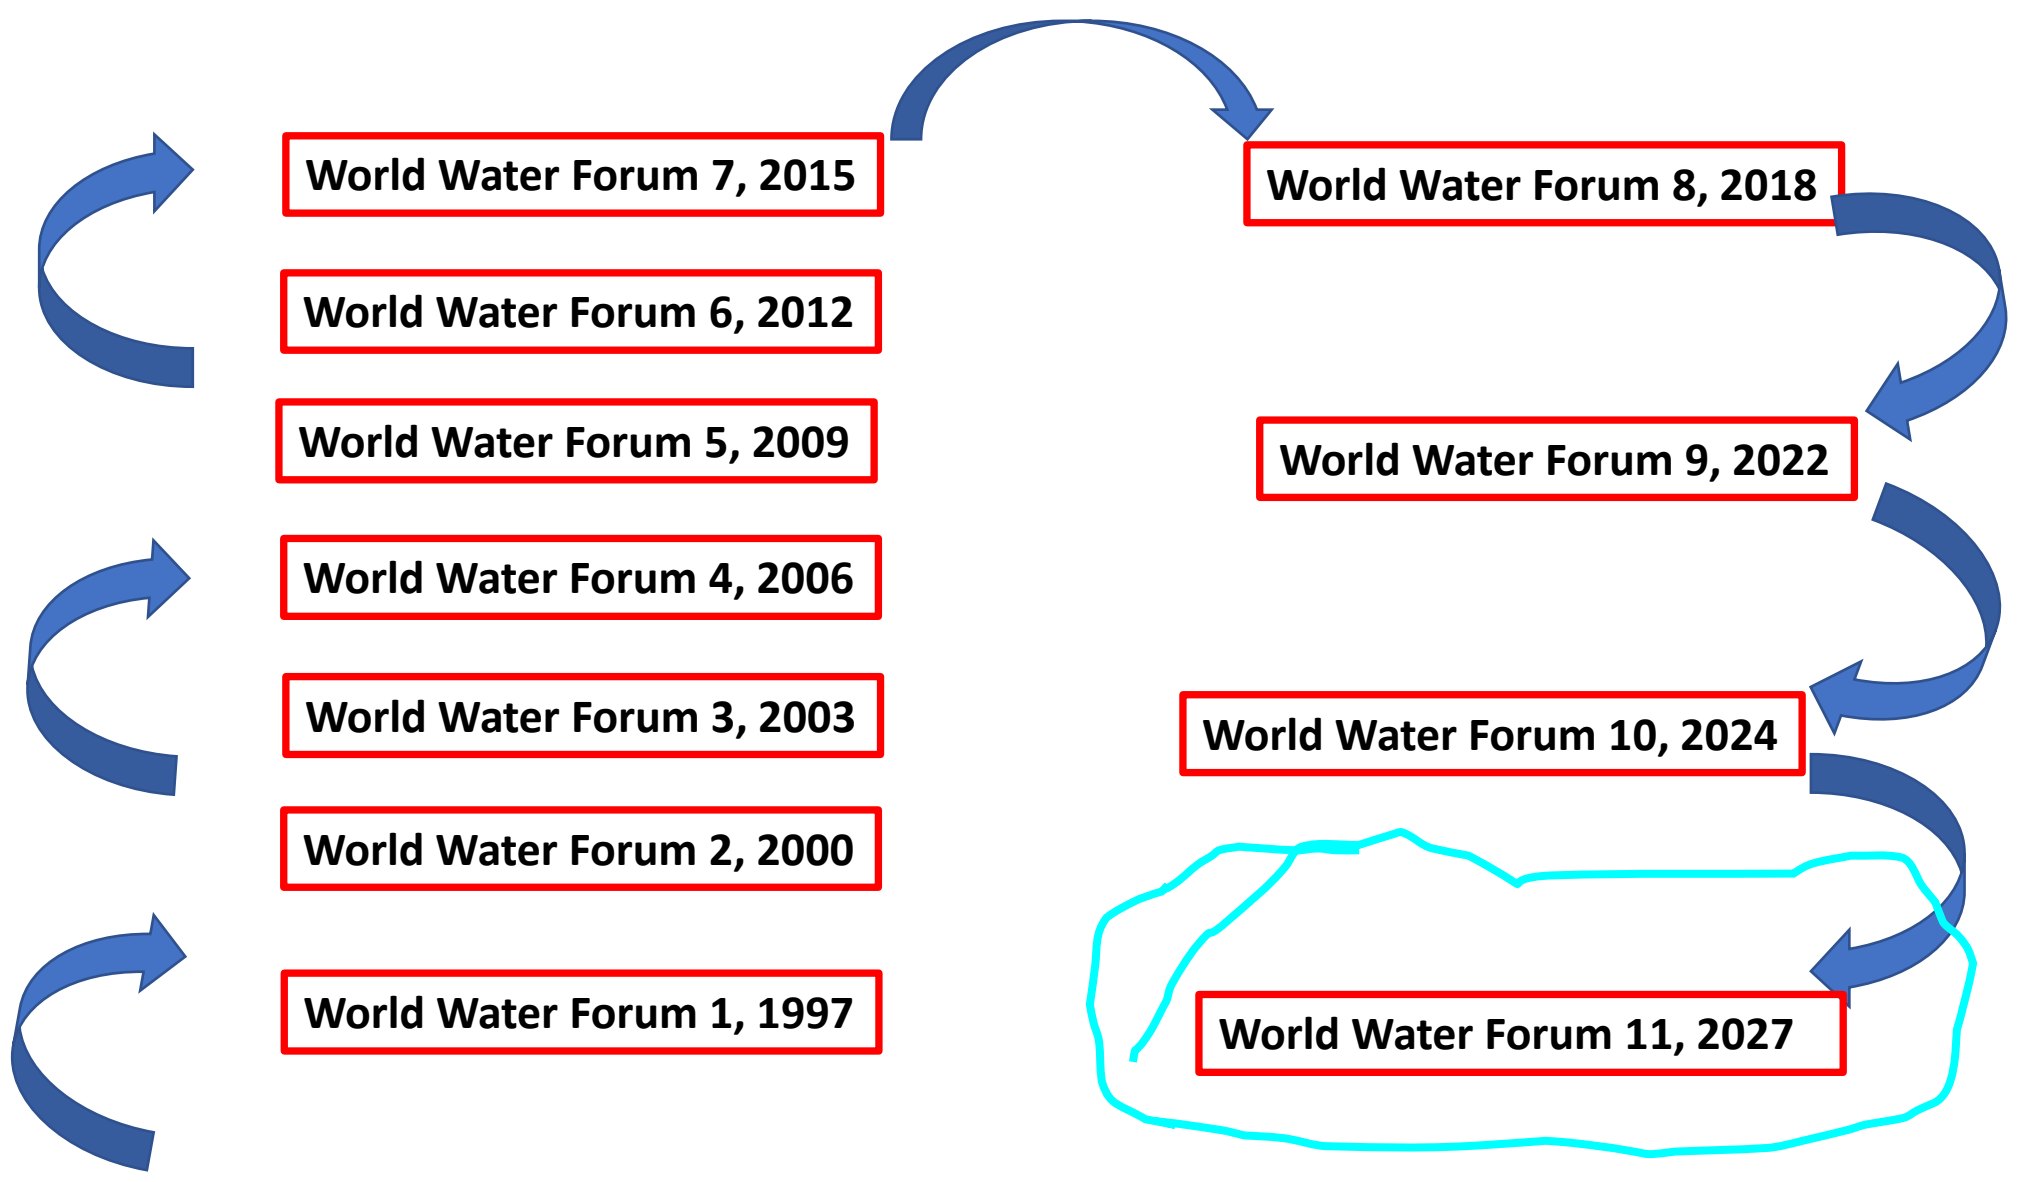 World Water Forum 7, 2015
World Water Forum 6, 2012
World Water Forum 5, 2009
World Water Forum 4, 2006
World Water Forum 3, 2003
World Water Forum 2, 2000
World Water Forum 1, 1997
World Water Forum 8, 2018
World Water Forum 9, 2022
World Water Forum 10, 2024
World Water Forum 11, 2027